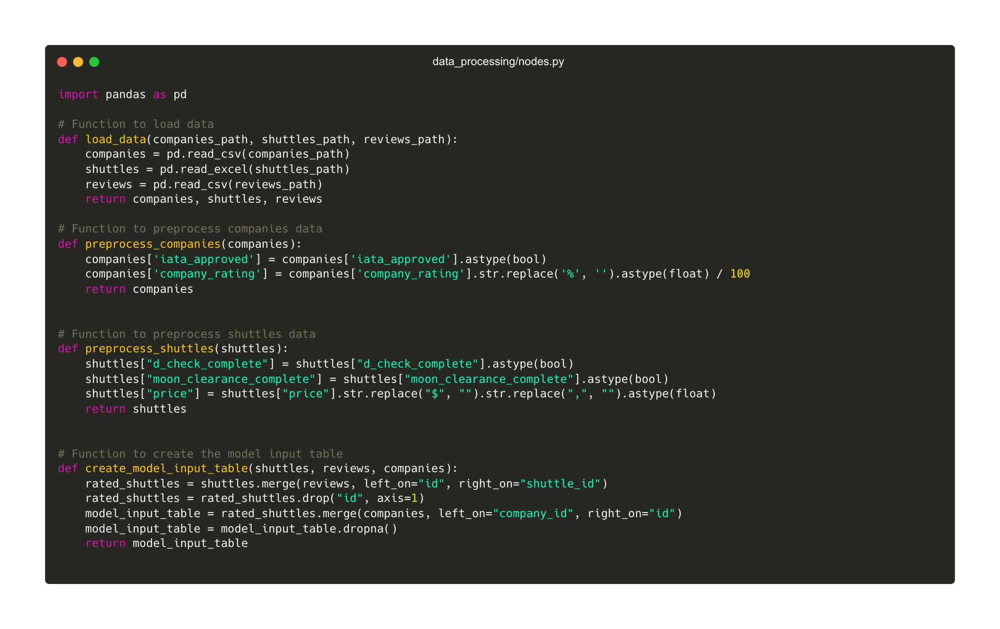 data_processing/nodes.py
import pandas as pd
# Function to load data
def load_data(companies_path, shuttles_path, reviews_path):
    companies = pd.read_csv(companies_path)
    shuttles = pd.read_excel(shuttles_path)
    reviews = pd.read_csv(reviews_path)
    return companies, shuttles, reviews
# Function to preprocess companies data
def preprocess_companies(companies):
    companies['iata_approved'] = companies['iata_approved'].astype(bool)
    companies['company_rating'] = companies['company_rating'].str.replace('%', '').astype(float) / 100
    return companies
# Function to preprocess shuttles data
def preprocess_shuttles(shuttles):
    shuttles["d_check_complete"] = shuttles["d_check_complete"].astype(bool)
    shuttles["moon_clearance_complete"] = shuttles["moon_clearance_complete"].astype(bool)
    shuttles["price"] = shuttles["price"].str.replace("$", "").str.replace(",", "").astype(float)
    return shuttles
# Function to create the model input table
def create_model_input_table(shuttles, reviews, companies):
    rated_shuttles = shuttles.merge(reviews, left_on="id", right_on="shuttle_id")
    rated_shuttles = rated_shuttles.drop("id", axis=1)
    model_input_table = rated_shuttles.merge(companies, left_on="company_id", right_on="id")
    model_input_table = model_input_table.dropna()
    return model_input_table